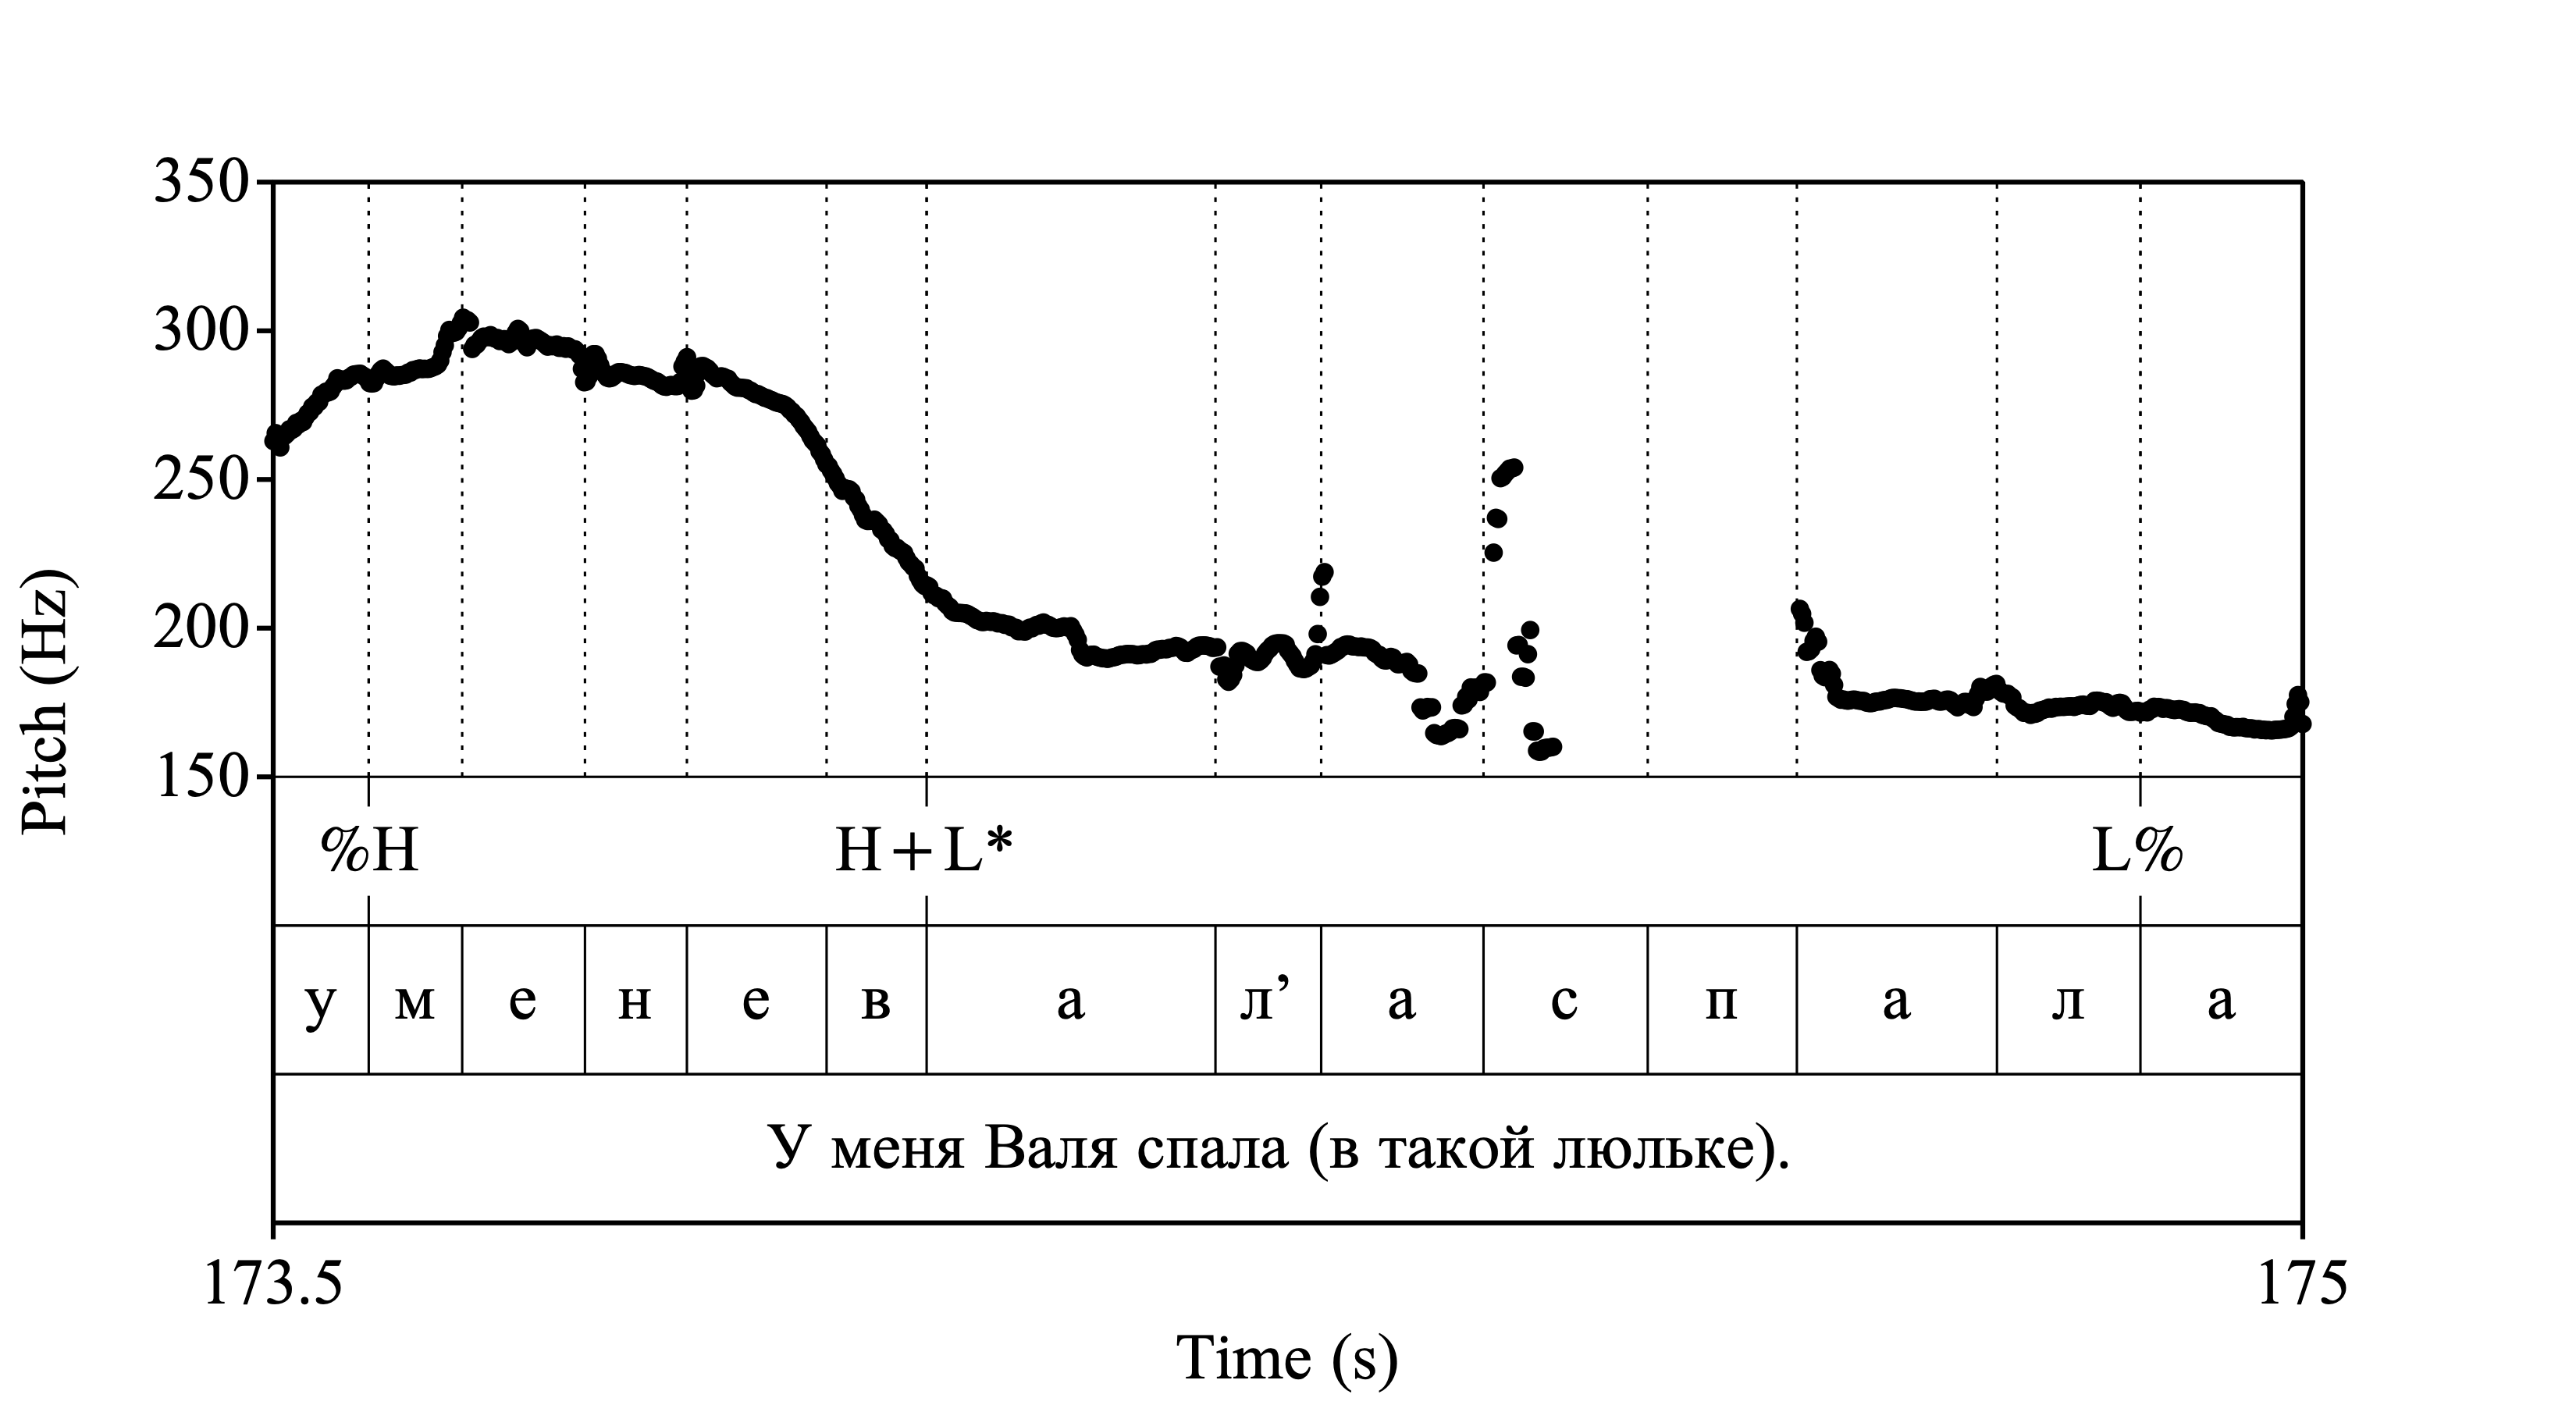 350
300
250
200
150
Pitch (Hz)
%H H+L* L%
у м е н е в а л’ а с п а л а
У меня Валя спала (в такой люльке).
173.5 175
Time (s)